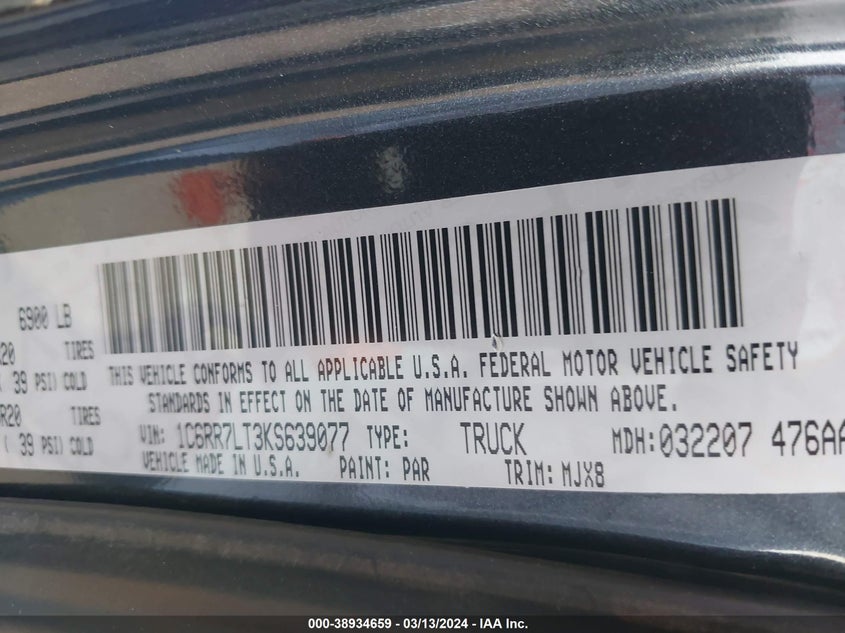 6900 LB
R20 TIRES
( 39 PSI) COLD
R20 TIRES
( 39 PSI) COLD
THIS VEHICLE CONFORMS TO ALL APPLICABLE U.S.A. FEDERAL MOTOR VEHICLE SAFETY
STANDARDS IN EFFECT ON THE DATE OF MANUFACTURE SHOWN ABOVE.
VIN: 1C6RR7LT3KS639077 TYPE: TRUCK MDH: 032207 476AA
VEHICLE MADE IN U.S.A. PAINT: PAR TRIM: MJX8
000-38934659 - 03/13/2024 - IAA Inc.